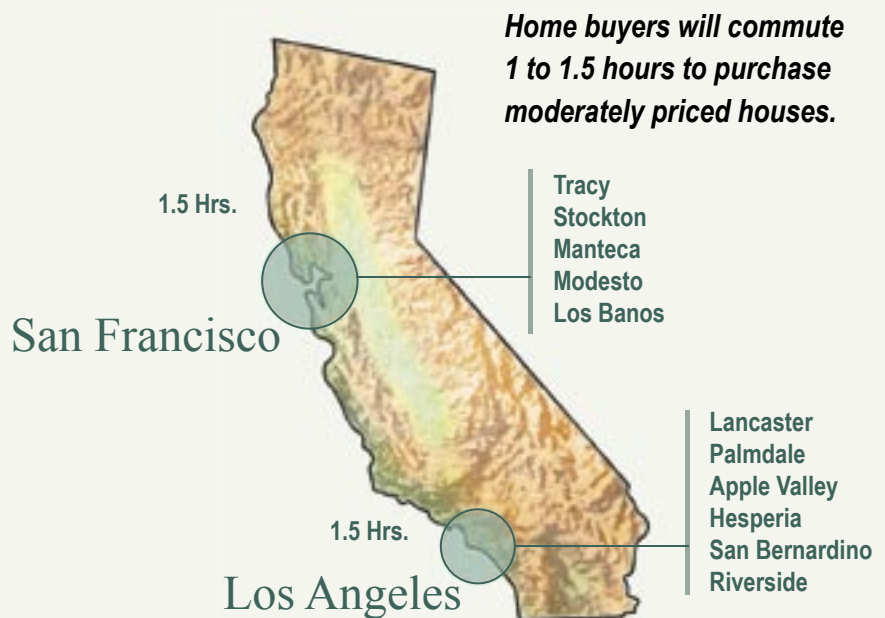 Home buyers will commute
1 to 1.5 hours to purchase
moderately priced houses.
1.5 Hrs.
San Francisco
Tracy
Stockton
Manteca
Modesto
Los Banos
1.5 Hrs.
Los Angeles
Lancaster
Palmdale
Apple Valley
Hesperia
San Bernardino
Riverside